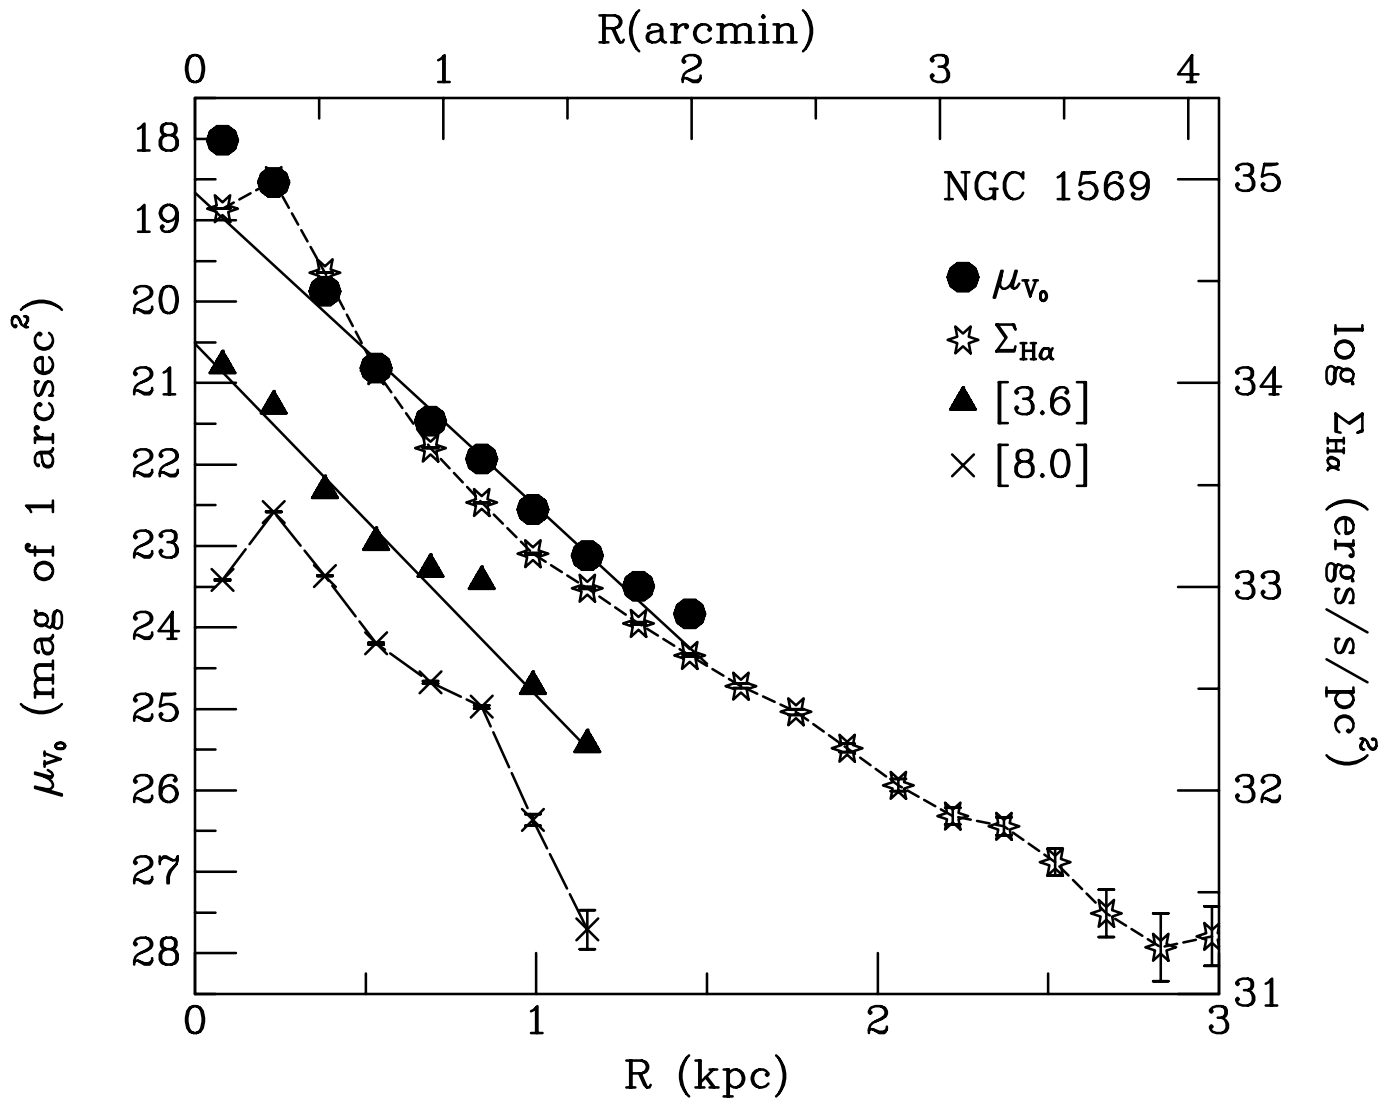 R(arcmin)
0 1 2 3 4
18
19
20
21
22
23
24
25
26
27
28
μV₀ (mag of 1 arcsec²)
NGC 1569
μV₀
ΣHα
[3.6]
[8.0]
35
34
33
32
31
log ΣHα (ergs/s/pc²)
0 1 2 3
R (kpc)